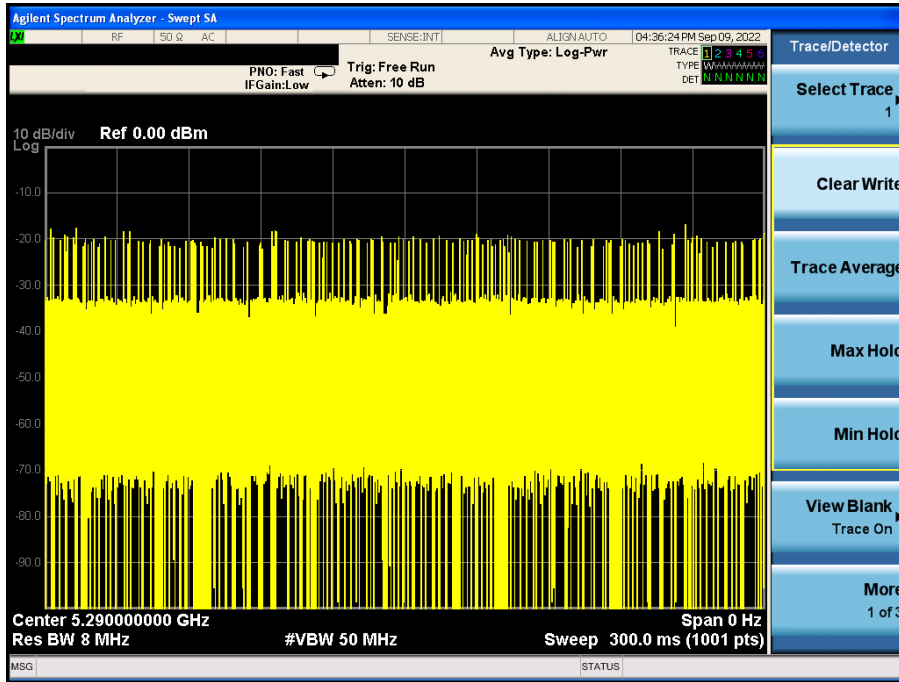 Agilent Spectrum Analyzer - Swept SA
LXI RF 50 Ω AC SENSE:INT ALIGN AUTO 04:36:24 PM Sep 09, 2022
Avg Type: Log-Pwr TRACE 1 2 3 4 5 6
PNO: Fast Trig: Free Run TYPE
IFGain:Low Atten: 10 dB DET N N N N N N
10 dB/div Ref 0.00 dBm
Log
-10.0
-20.0
-30.0
-40.0
-50.0
-60.0
-70.0
-80.0
-90.0
Center 5.290000000 GHz Span 0 Hz
Res BW 8 MHz #VBW 50 MHz Sweep 300.0 ms (1001 pts)
MSG STATUS
Trace/Detector
Select Trace
1
Clear Write
Trace Average
Max Hold
Min Hold
View Blank
Trace On
More
1 of 3